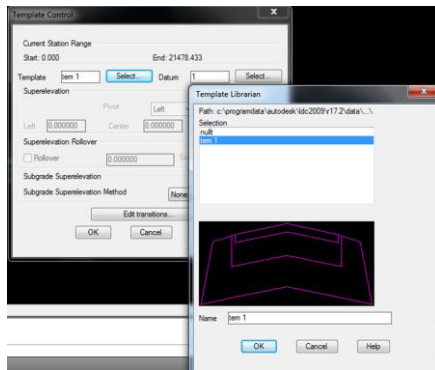 Template Control
x
Current Station Range
Start: 0.000 End: 21478.433
Template tem 1 Select... Datum 1 Select...
Superelevation
Pivot Left
Left 0.000000 Center 0.000000
Superelevation Rollover
Rollover 0.000000
Subgrade Superelevation
Subgrade Superelevation Method None
Edit transitions...
OK Cancel
Template Librarian
x
Path: c:\programdata\autodesk\ldc2009\v17.2\data\...\
Selection
nullt
tem 1
Name tem 1
OK Cancel Help